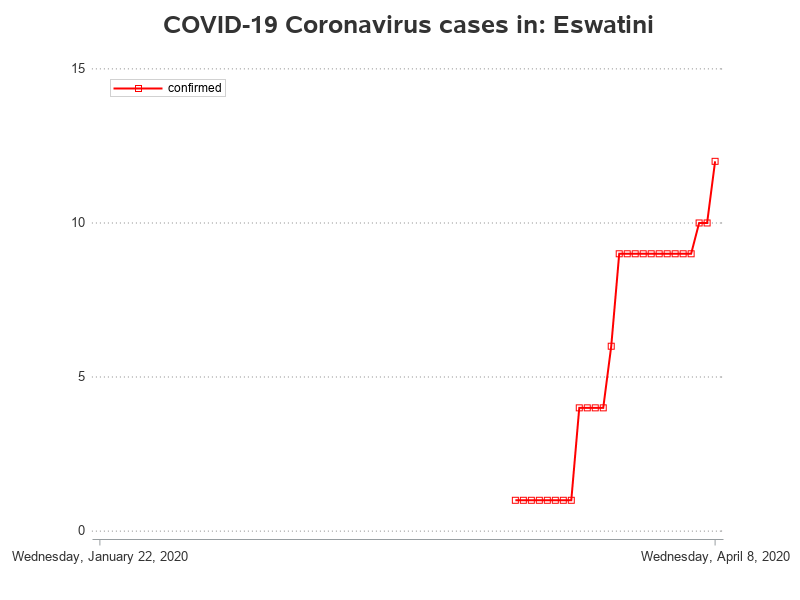 COVID-19 Coronavirus cases in: Eswatini
15
confirmed
10
5
0
Wednesday, January 22, 2020
Wednesday, April 8, 2020